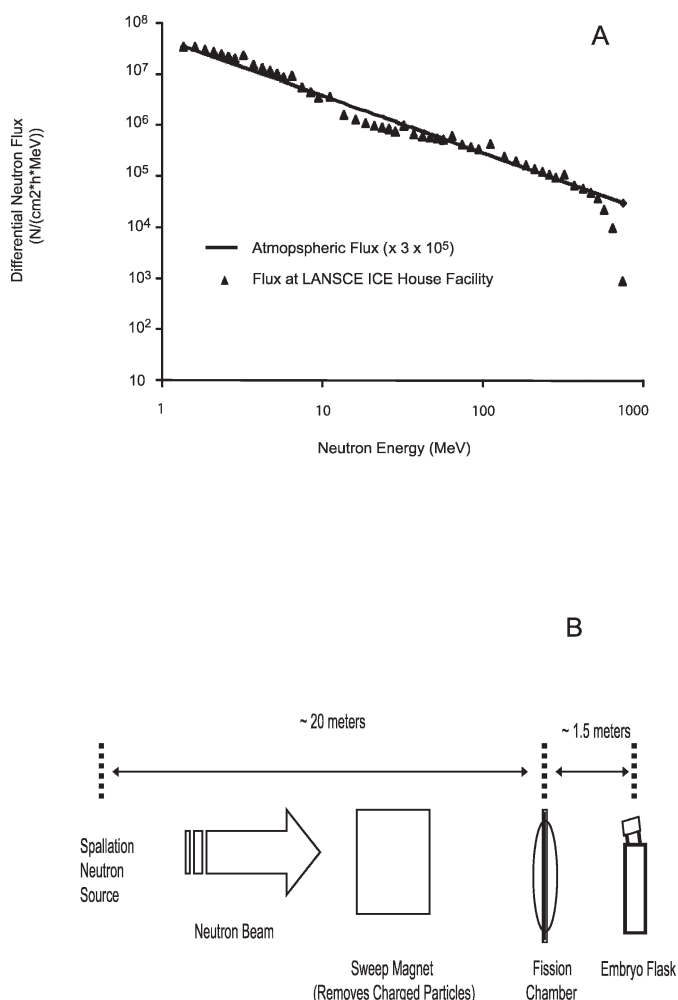 A
Differential Neutron Flux
(N/(cm2*h*MeV))
10⁸
10⁷
10⁶
10⁵
10⁴
10³
10²
10
Atmopspheric Flux (x 3 x 10⁵)
Flux at LANSCE ICE House Facility
1 10 100 1000
Neutron Energy (MeV)
B
~ 20 meters
~ 1.5 meters
Spallation
Neutron
Source
Neutron Beam
Sweep Magnet
(Removes Charged Particles)
Fission
Chamber
Embryo Flask